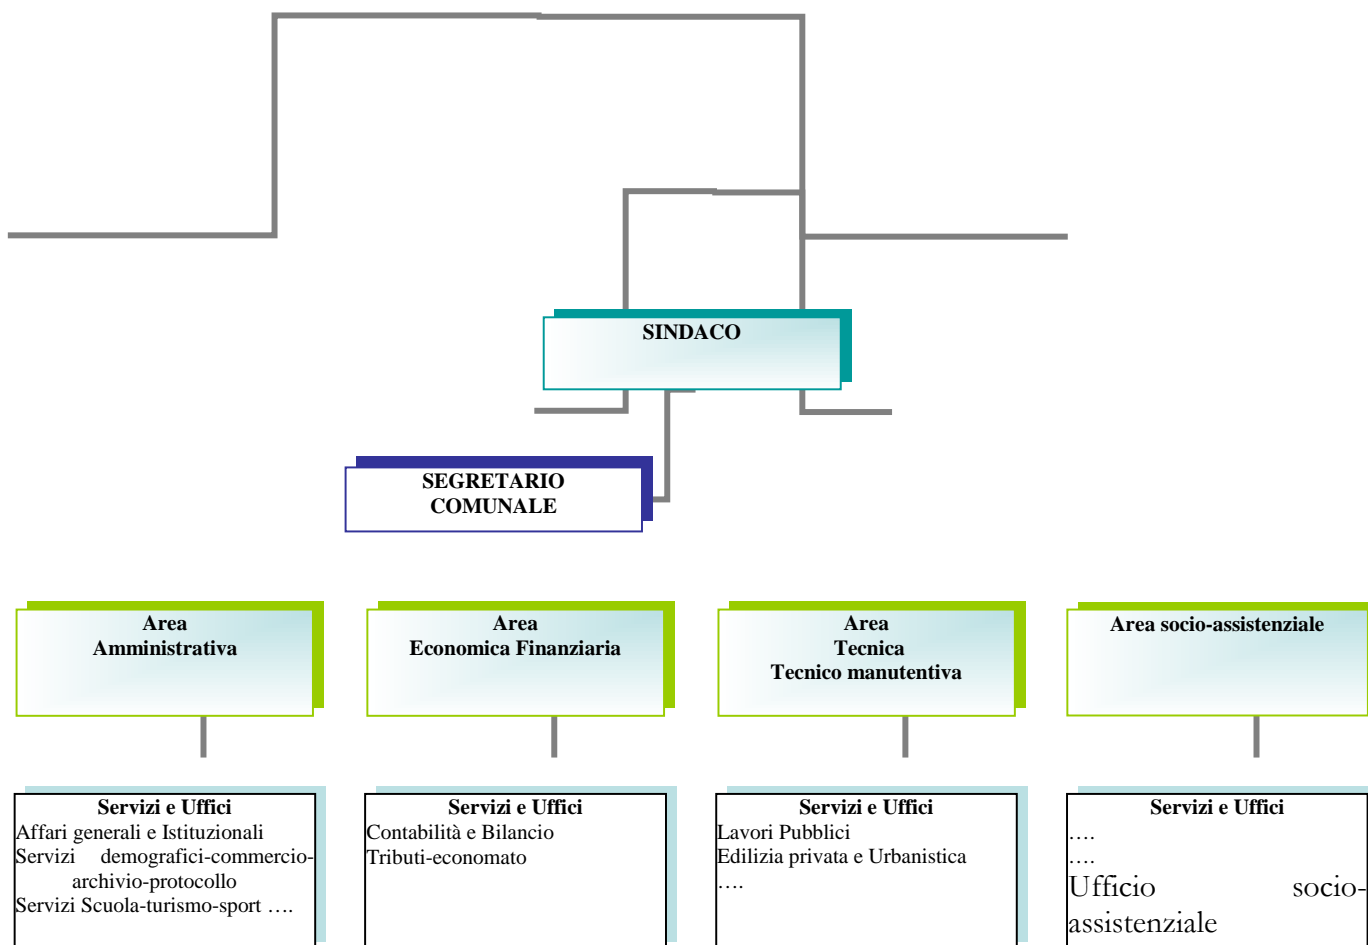 SINDACO
SEGRETARIO
COMUNALE
Area
Amministrativa
Area
Economica Finanziaria
Area
Tecnica
Tecnico manutentiva
Area socio-assistenziale
Servizi e Uffici
Affari generali e Istituzionali
Servizi demografici-commercio-
archivio-protocollo
Servizi Scuola-turismo-sport ….
Servizi e Uffici
Contabilità e Bilancio
Tributi-economato
Servizi e Uffici
Lavori Pubblici
Edilizia privata e Urbanistica
….
Servizi e Uffici
….
….
Ufficio socio-
assistenziale